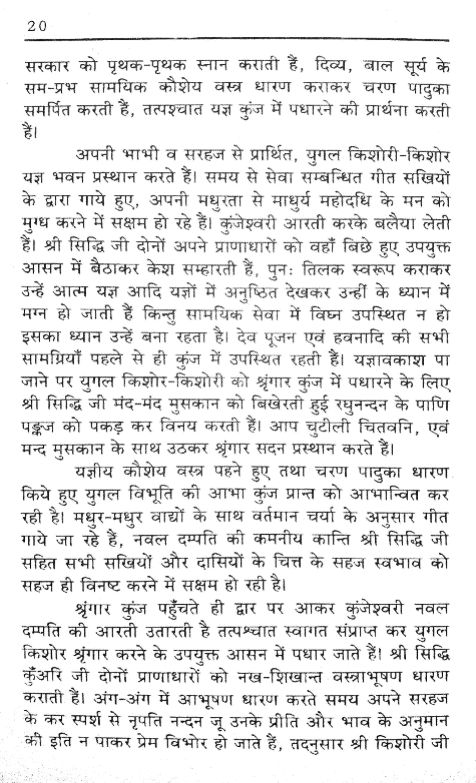 20
सरकार को पृथक-पृथक स्नान कराती हैं, दिव्य, बाल सूर्य के
सम-प्रभ सामयिक कौशेय वस्त्र धारण कराकर चरण पादुका
समर्पित करती हैं, तत्पश्चात यज्ञ कुंज में पधारने की प्रार्थना करती
हैं।
अपनी भाभी व सरहज से प्रार्थित, युगल किशोरी-किशोर
यज्ञ भवन प्रस्थान करते हैं। समय से सेवा सम्बन्धित गीत सखियों
के द्वारा गाये हुए, अपनी मधुरता से माधुर्य महोदधि के मन को
मुग्ध करने में सक्षम हो रहे हैं। कुंजेश्वरी आरती करके बलैया लेती
हैं। श्री सिद्धि जी दोनों अपने प्राणाधारों को वहाँ बिछे हुए उपयुक्त
आसन में बैठाकर केश सम्हारती हैं, पुनः तिलक स्वरूप कराकर
उन्हें आत्म यज्ञ आदि यज्ञों में अनुष्ठित देखकर उन्हीं के ध्यान में
मग्न हो जाती हैं किन्तु सामयिक सेवा में विघ्न उपस्थित न हो
इसका ध्यान उन्हें बना रहता है। देव पूजन एवं हवनादि की सभी
सामग्रियाँ पहले से ही कुंज में उपस्थित रहती हैं। यज्ञावकाश पा
जाने पर युगल किशोर-किशोरी को श्रृंगार कुंज में पधारने के लिए
श्री सिद्धि जी मंद-मंद मुसकान को बिखेरती हुई रघुनन्दन के पाणि
पङ्कज को पकड़ कर विनय करती हैं। आप चुटीली चितवनि, एवं
मन्द मुसकान के साथ उठकर श्रृंगार सदन प्रस्थान करते हैं।
यज्ञीय कौशेय वस्त्र पहने हुए तथा चरण पादुका धारण
किये हुए युगल विभूति की आभा कुंज प्रान्त को आभान्वित कर
रही है। मधुर-मधुर वाद्यों के साथ वर्तमान चर्या के अनुसार गीत
गाये जा रहे हैं, नवल दम्पति की कमनीय कान्ति श्री सिद्धि जी
सहित सभी सखियों और दासियों के चित्त के सहज स्वभाव को
सहज ही विनष्ट करने में सक्षम हो रही है।
श्रृंगार कुंज पहुँचते ही द्वार पर आकर कुंजेश्वरी नवल
दम्पति की आरती उतारती है तत्पश्चात स्वागत संप्राप्त कर युगल
किशोर श्रृंगार करने के उपयुक्त आसन में पधार जाते हैं। श्री सिद्धि
कुँअरि जी दोनों प्राणाधारों को नख-शिखान्त वस्त्राभूषण धारण
कराती हैं। अंग-अंग में आभूषण धारण करते समय अपने सरहज
के कर स्पर्श से नृपति नन्दन जू उनके प्रीति और भाव के अनुमान
की इति न पाकर प्रेम विभोर हो जाते हैं, तदनुसार श्री किशोरी जी